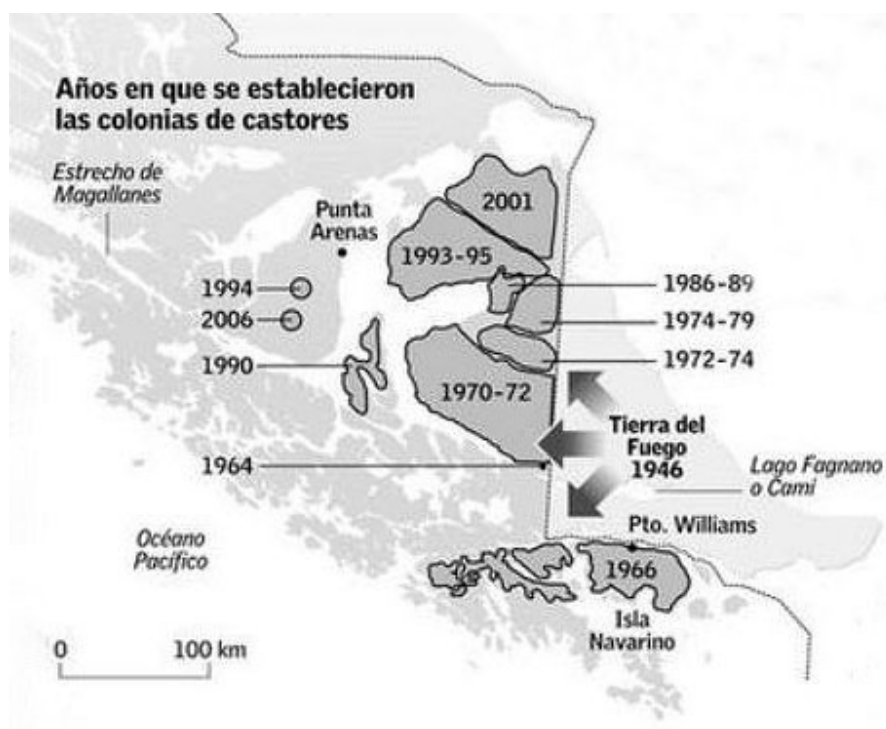 Años en que se establecieron
las colonias de castores
Estrecho de
Magallanes
Punta
Arenas
2001
1993-95
1994
1986-89
2006
1974-79
1990
1972-74
1970-72
Tierra del
Fuego
1946
1964
Lago Fagnano
o Cami
Pto. Williams
Océano
Pacífico
1966
Isla
Navarino
0
100 km